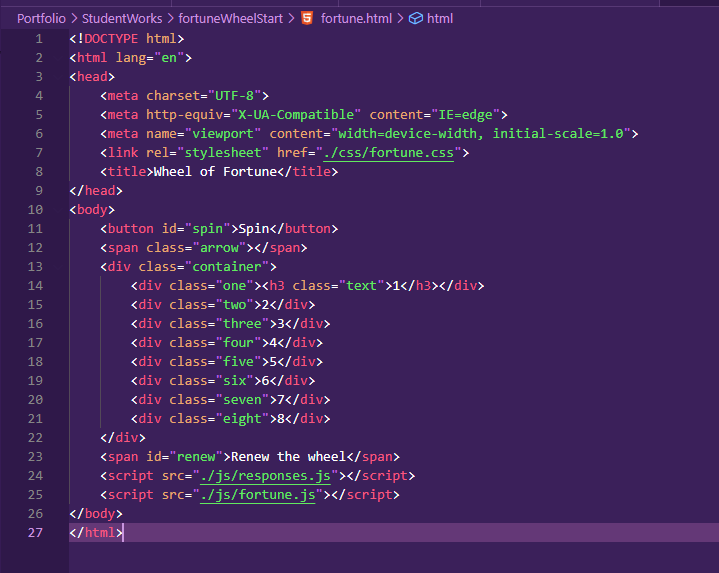 Portfolio > StudentWorks > fortuneWheelStart > fortune.html > html
1 <!DOCTYPE html>
2 <html lang="en">
3 <head>
4     <meta charset="UTF-8">
5     <meta http-equiv="X-UA-Compatible" content="IE=edge">
6     <meta name="viewport" content="width=device-width, initial-scale=1.0">
7     <link rel="stylesheet" href="./css/fortune.css">
8     <title>Wheel of Fortune</title>
9 </head>
10 <body>
11     <button id="spin">Spin</button>
12     <span class="arrow"></span>
13     <div class="container">
14         <div class="one"><h3 class="text">1</h3></div>
15         <div class="two">2</div>
16         <div class="three">3</div>
17         <div class="four">4</div>
18         <div class="five">5</div>
19         <div class="six">6</div>
20         <div class="seven">7</div>
21         <div class="eight">8</div>
22     </div>
23     <span id="renew">Renew the wheel</span>
24     <script src="./js/responses.js"></script>
25     <script src="./js/fortune.js"></script>
26 </body>
27 </html>